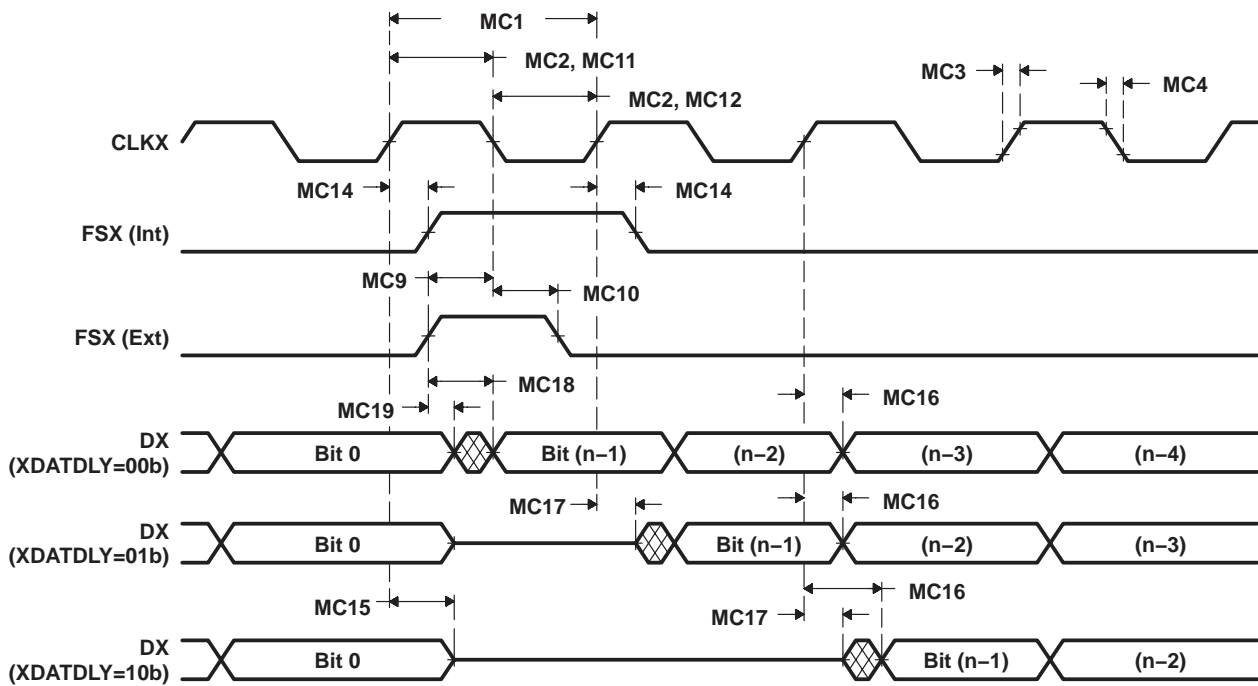 MC1
MC2, MC11
MC3
MC4
MC2, MC12
CLKX
MC14
MC14
FSX (Int)
MC9
MC10
FSX (Ext)
MC18
MC19
MC16
DX
(XDATDLY=00b)
Bit 0
Bit (n−1)
(n−2)
(n−3)
(n−4)
MC17
MC16
DX
(XDATDLY=01b)
Bit 0
Bit (n−1)
(n−2)
(n−3)
MC15
MC16
MC17
DX
(XDATDLY=10b)
Bit 0
Bit (n−1)
(n−2)